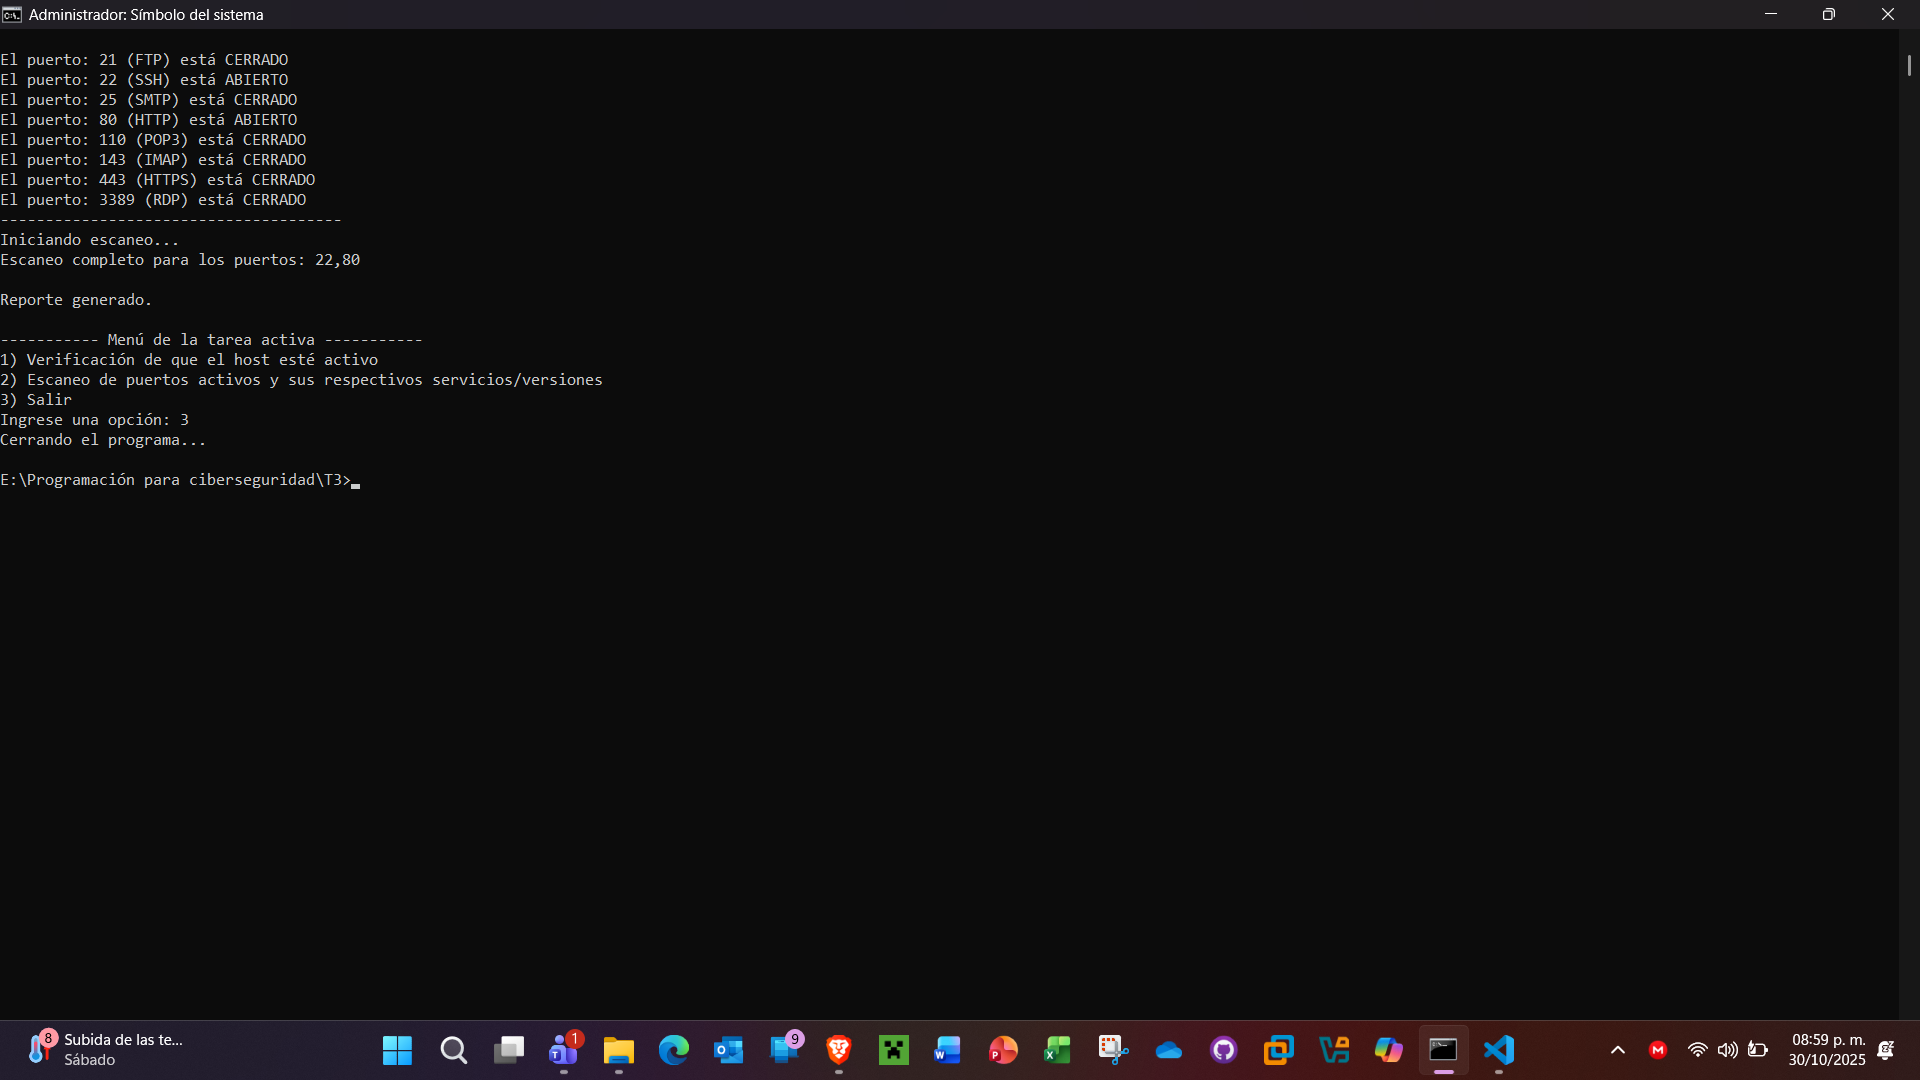 Administrador: Símbolo del sistema
El puerto: 21 (FTP) está CERRADO
El puerto: 22 (SSH) está ABIERTO
El puerto: 25 (SMTP) está CERRADO
El puerto: 80 (HTTP) está ABIERTO
El puerto: 110 (POP3) está CERRADO
El puerto: 143 (IMAP) está CERRADO
El puerto: 443 (HTTPS) está CERRADO
El puerto: 3389 (RDP) está CERRADO
--------------------------------------
Iniciando escaneo...
Escaneo completo para los puertos: 22,80
Reporte generado.
----------- Menú de la tarea activa -----------
1) Verificación de que el host esté activo
2) Escaneo de puertos activos y sus respectivos servicios/versiones
3) Salir
Ingrese una opción: 3
Cerrando el programa...
E:\Programación para ciberseguridad\T3>
8
Subida de las te...
Sábado
1
9
08:59 p. m.
30/10/2025